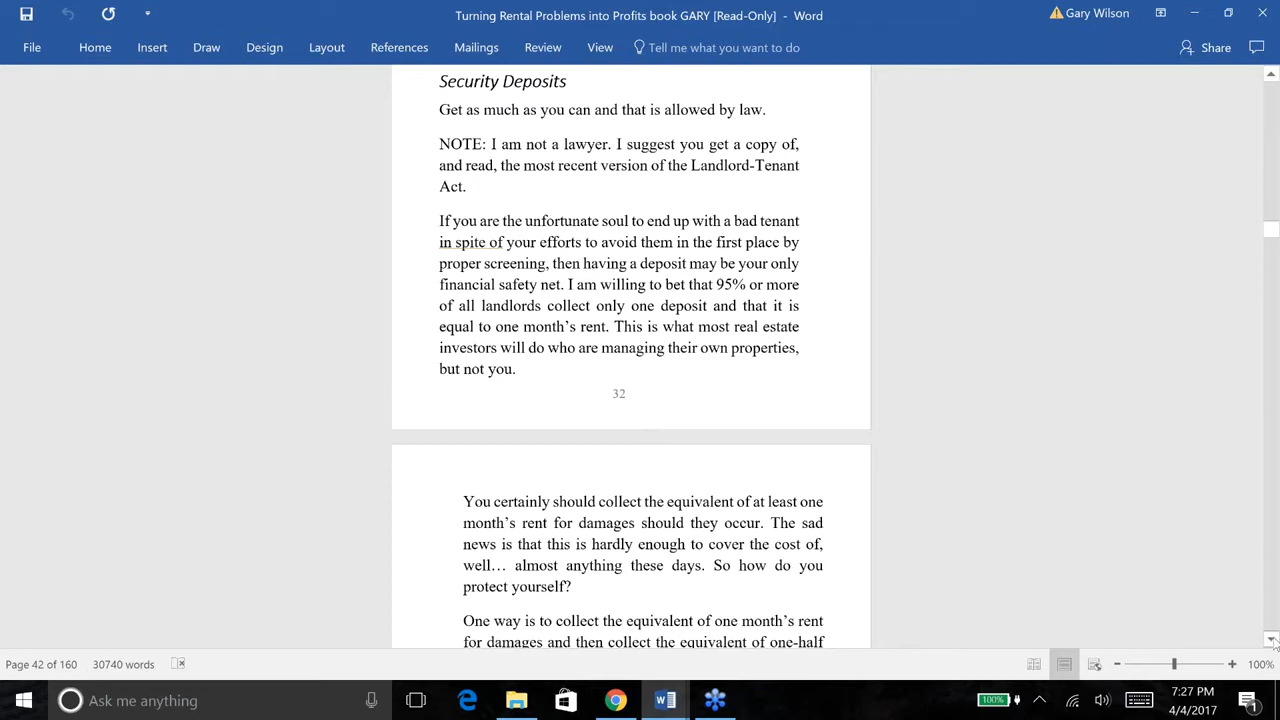 Turning Rental Problems into Profits book GARY [Read-Only] - Word
Gary Wilson
File Home Insert Draw Design Layout References Mailings Review View Tell me what you want to do Share
Security Deposits
Get as much as you can and that is allowed by law.
NOTE: I am not a lawyer. I suggest you get a copy of,
and read, the most recent version of the Landlord-Tenant
Act.
If you are the unfortunate soul to end up with a bad tenant
in spite of your efforts to avoid them in the first place by
proper screening, then having a deposit may be your only
financial safety net. I am willing to bet that 95% or more
of all landlords collect only one deposit and that it is
equal to one month's rent. This is what most real estate
investors will do who are managing their own properties,
but not you.
32
You certainly should collect the equivalent of at least one
month's rent for damages should they occur. The sad
news is that this is hardly enough to cover the cost of,
well… almost anything these days. So how do you
protect yourself?
One way is to collect the equivalent of one month's rent
for damages and then collect the equivalent of one-half
Page 42 of 160 30740 words 100%
Ask me anything 100% 7:27 PM
4/4/2017 1